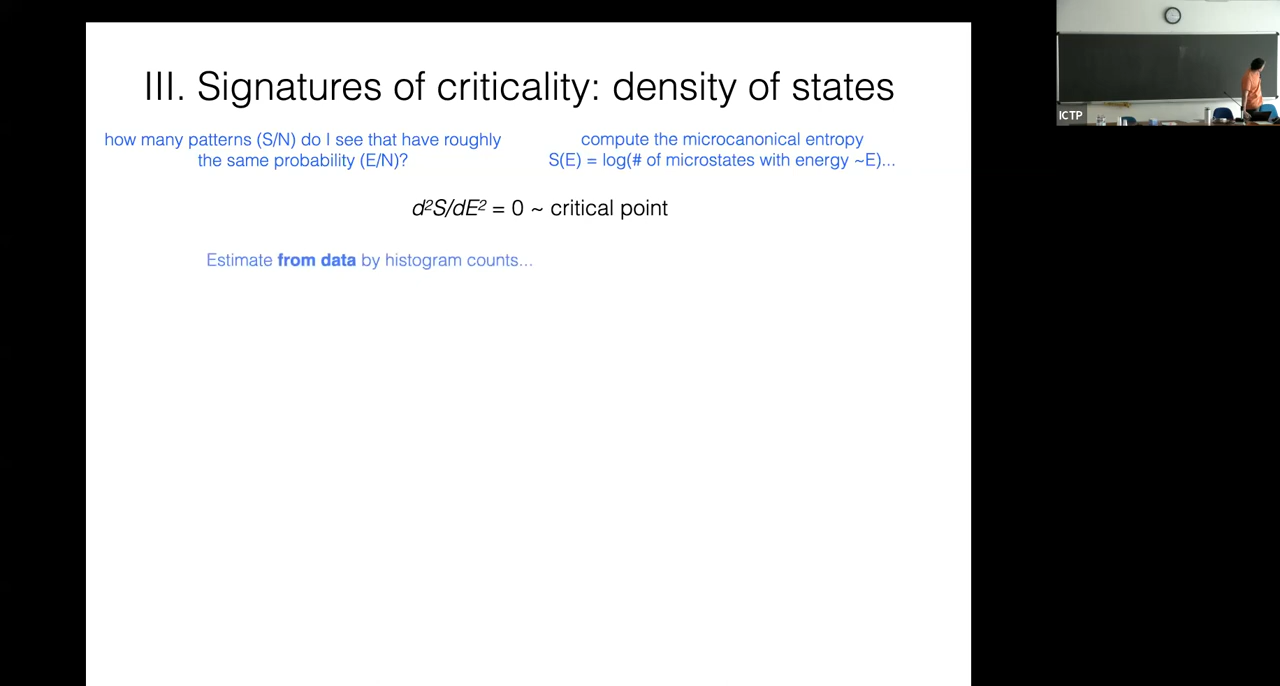 III. Signatures of criticality: density of states
how many patterns (S/N) do I see that have roughly
the same probability (E/N)?
compute the microcanonical entropy
S(E) = log(# of microstates with energy ~E)...
d²S/dE² = 0 ~ critical point
Estimate from data by histogram counts...
ICTP